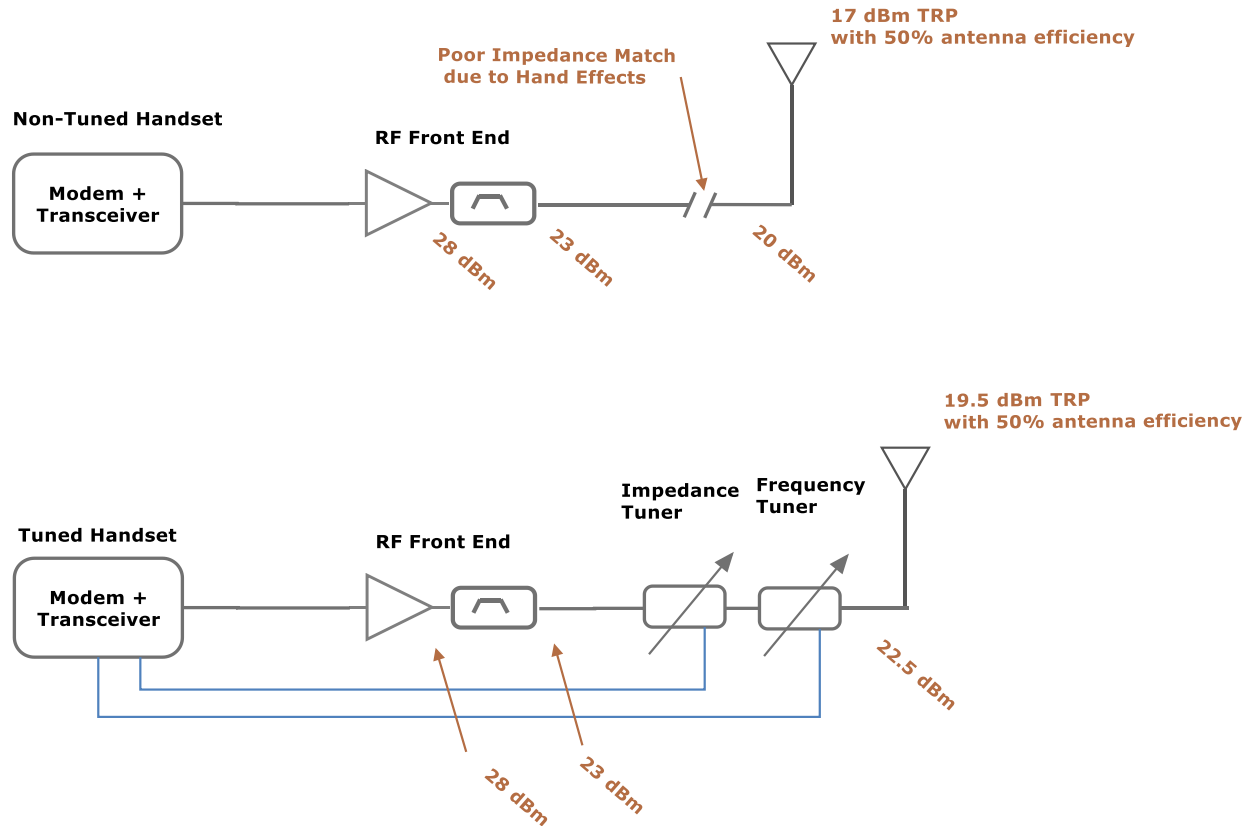 17 dBm TRP
with 50% antenna efficiency
Poor Impedance Match
due to Hand Effects
Non-Tuned Handset
RF Front End
Modem +
Transceiver
28 dBm
23 dBm
20 dBm
19.5 dBm TRP
with 50% antenna efficiency
Impedance
Tuner
Frequency
Tuner
Tuned Handset
RF Front End
Modem +
Transceiver
22.5 dBm
28 dBm
23 dBm